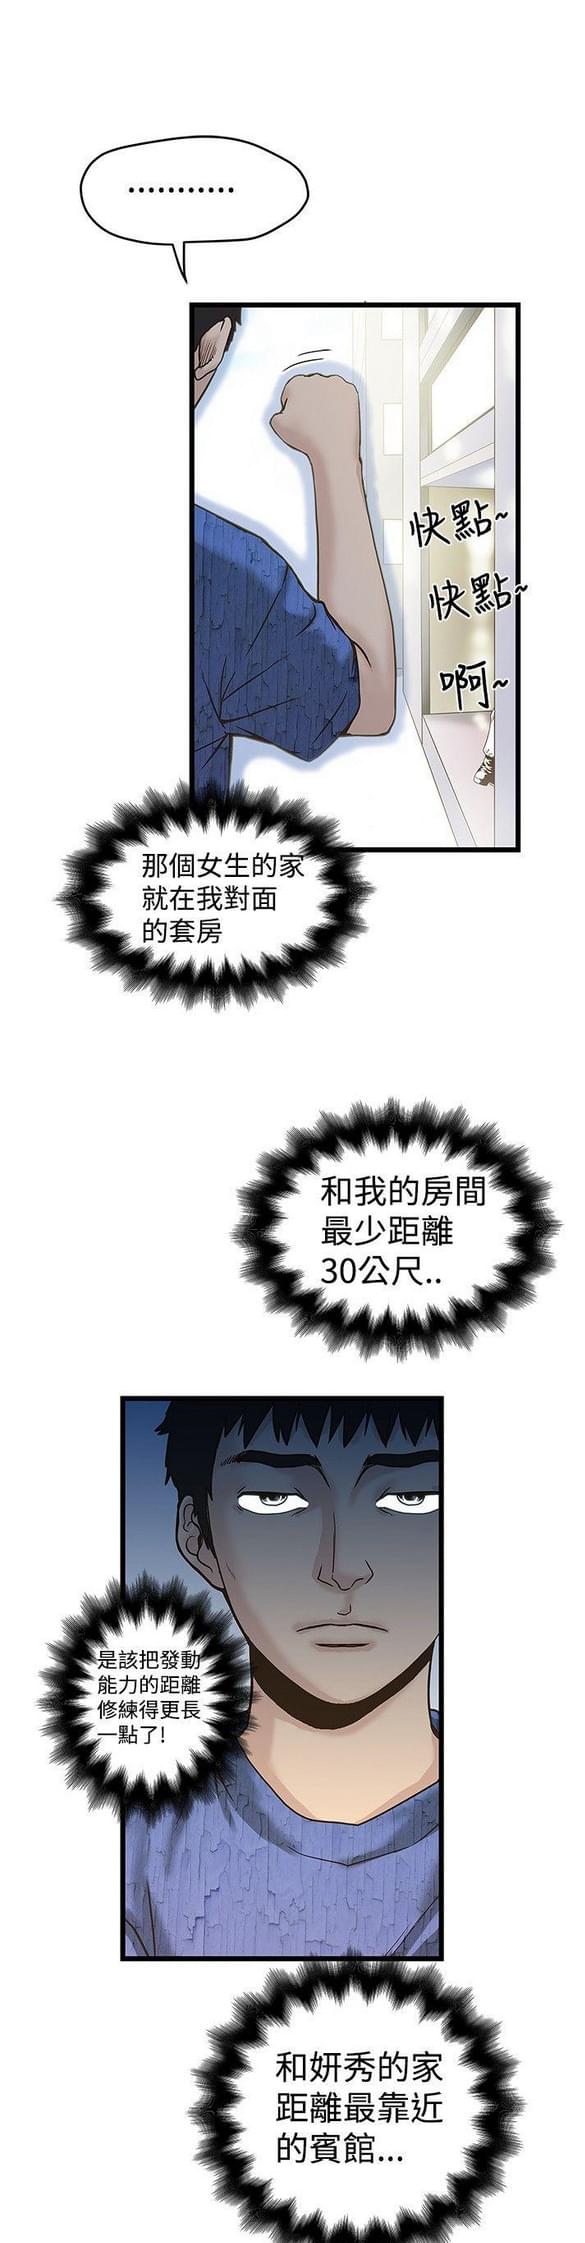 ...........
快點~
快點~
啊~
那個女生的家
就在我對面
的套房
和我的房間
最少距離
30公尺..
是該把發動
能力的距離
修練得更長
一點了!
和妍秀的家
距離最靠近
的賓館...